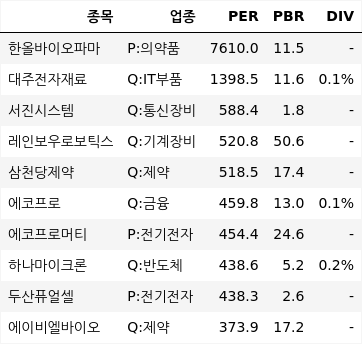 종목 업종 PER PBR DIV
한올바이오파마 P:의약품 7610.0 11.5 -
대주전자재료 Q:IT부품 1398.5 11.6 0.1%
서진시스템 Q:통신장비 588.4 1.8 -
레인보우로보틱스 Q:기계장비 520.8 50.6 -
삼천당제약 Q:제약 518.5 17.4 -
에코프로 Q:금융 459.8 13.0 0.1%
에코프로머티 P:전기전자 454.4 24.6 -
하나마이크론 Q:반도체 438.6 5.2 0.2%
두산퓨얼셀 P:전기전자 438.3 2.6 -
에이비엘바이오 Q:제약 373.9 17.2 -